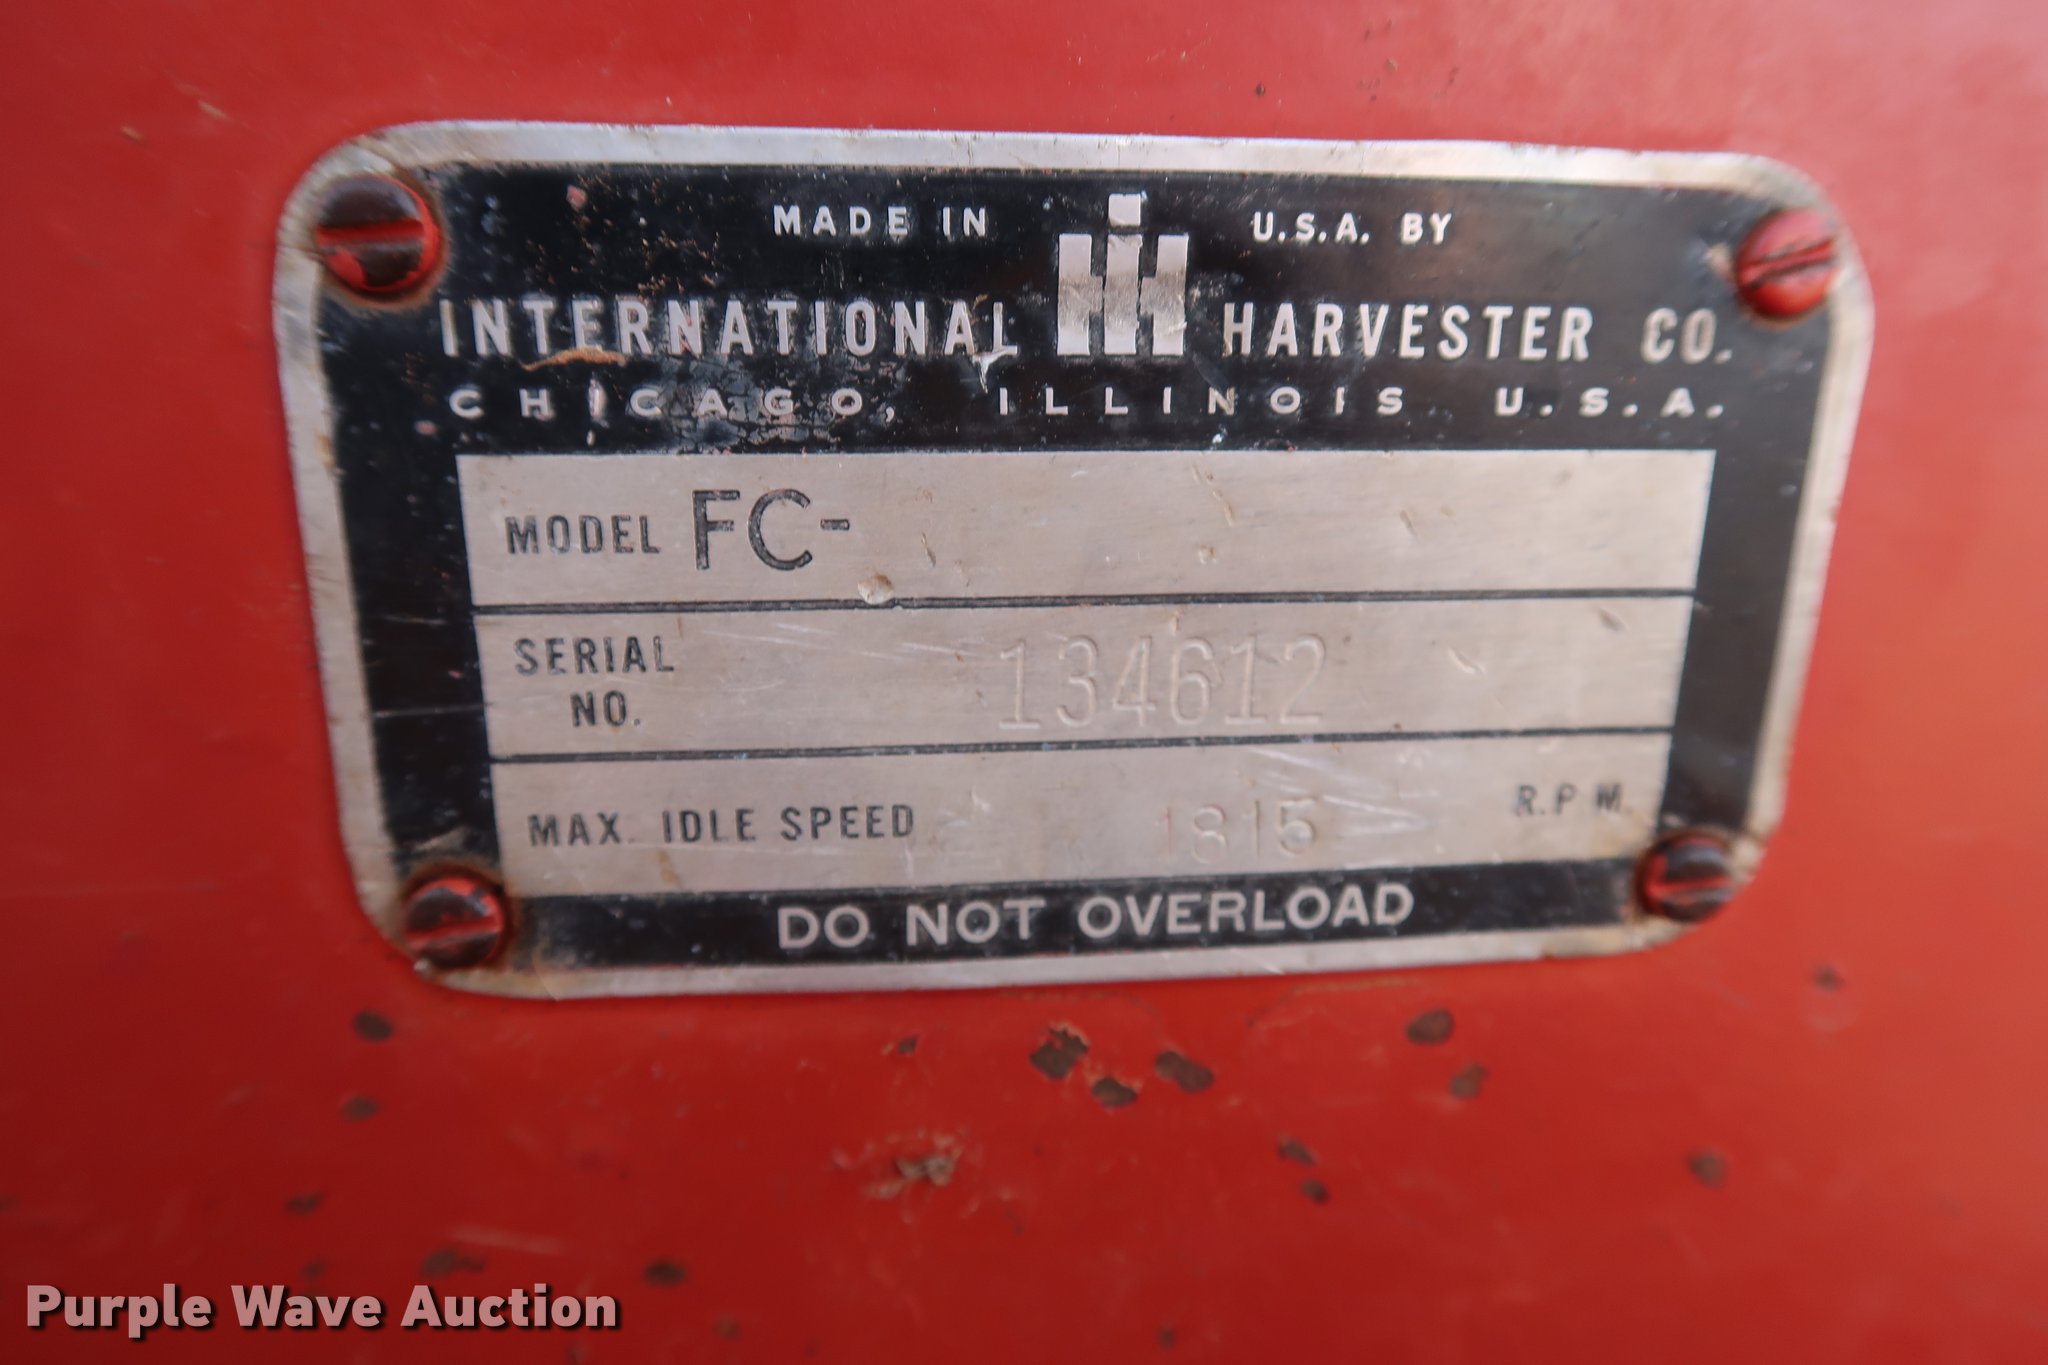 MADE IN IH U.S.A. BY
INTERNATIONAL HARVESTER CO.
CHICAGO, ILLINOIS U.S.A.
MODEL FC-
SERIAL NO. 134612
MAX. IDLE SPEED 1815 R.P.M.
DO NOT OVERLOAD
Purple Wave Auction